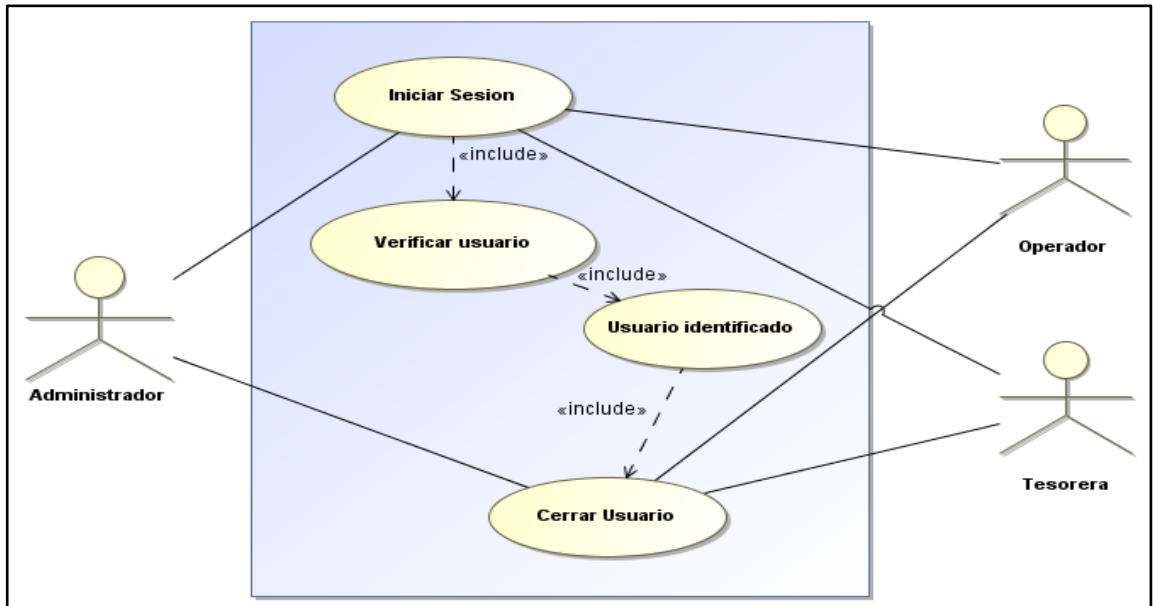 Iniciar Sesion
«include»
Verificar usuario
«include»
Usuario identificado
«include»
Cerrar Usuario
Administrador
Operador
Tesorera